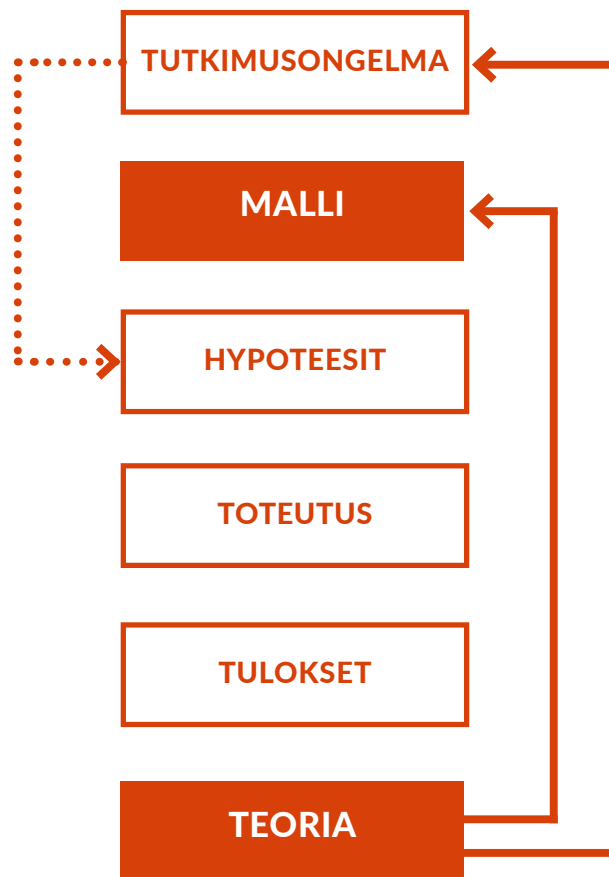 TUTKIMUSONGELMA
MALLI
HYPOTEESIT
TOTEUTUS
TULOKSET
TEORIA